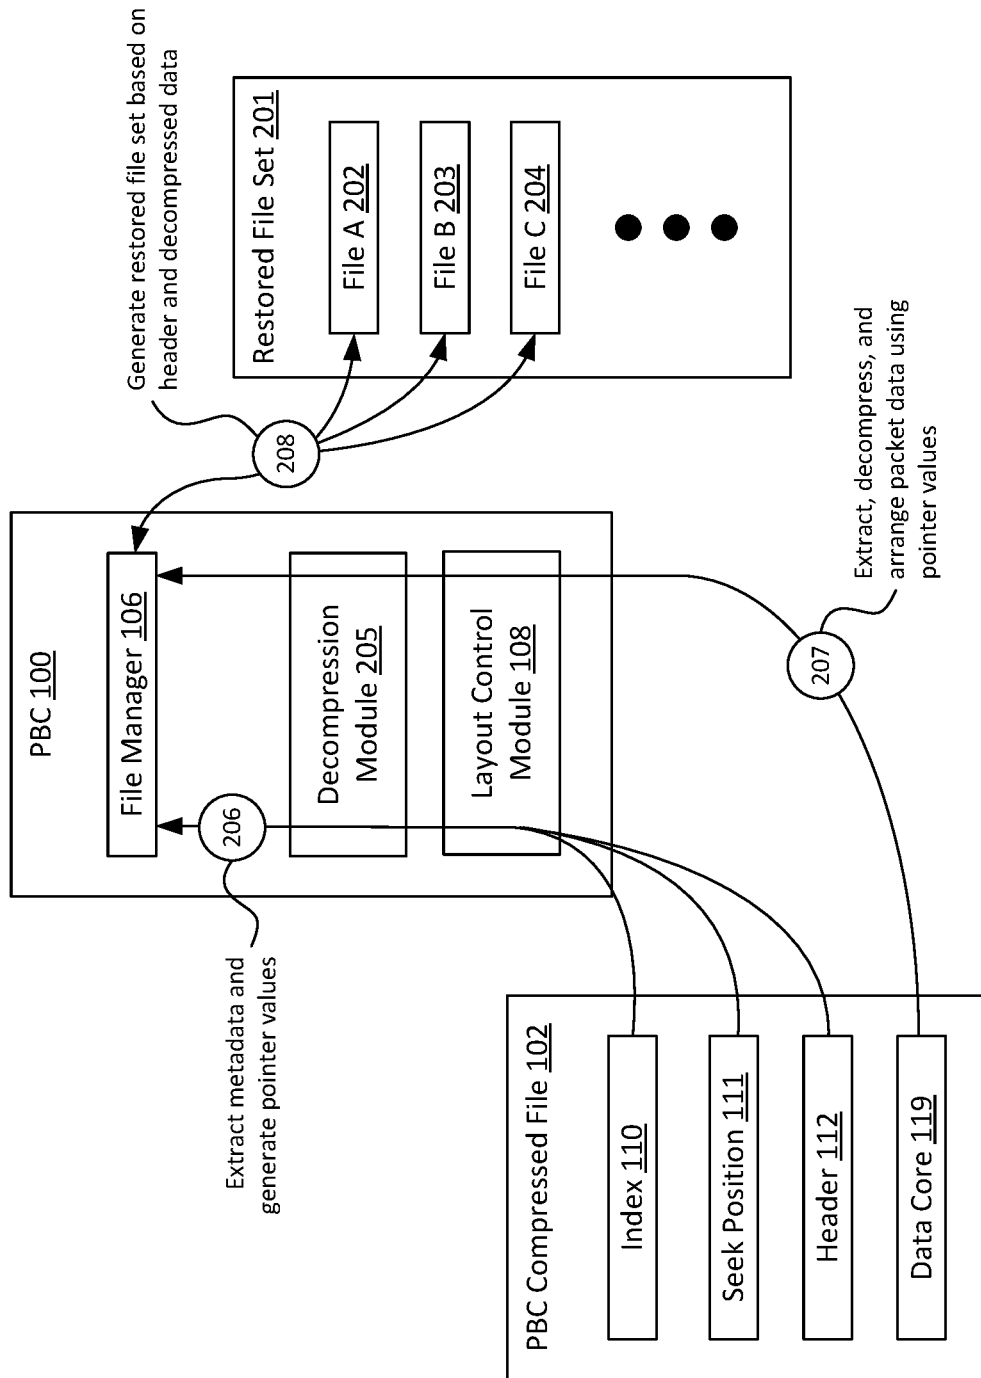 PBC Compressed File 102
Index 110
Seek Position 111
Header 112
Data Core 119
Extract metadata and
generate pointer values
206
PBC 100
File Manager 106
Decompression
Module 205
Layout Control
Module 108
207
Extract, decompress, and
arrange packet data using
pointer values
208
Generate restored file set based on
header and decompressed data
Restored File Set 201
File A 202
File B 203
File C 204